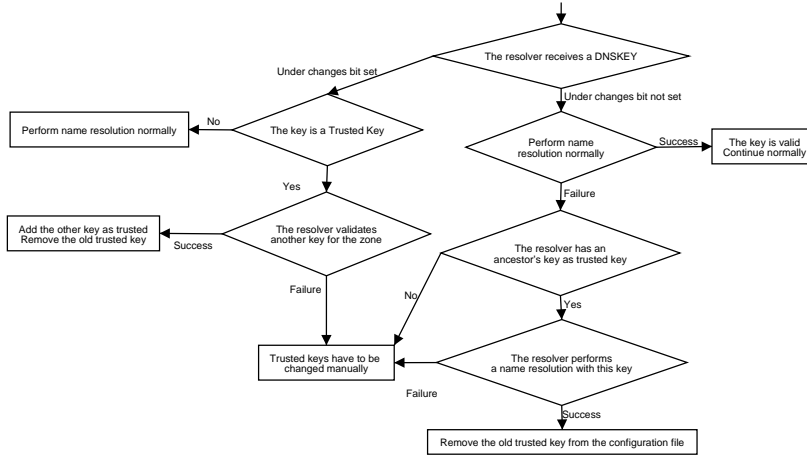 The resolver receives a DNSKEY
Under changes bit set
Under changes bit not set
No
Perform name resolution normally
The key is a Trusted Key
Perform name
resolution normally
Success
The key is valid
Continue normally
Yes
Failure
Add the other key as trusted
Remove the old trusted key
Success
The resolver validates
another key for the zone
The resolver has an
ancestor's key as trusted key
Failure
No
Yes
Trusted keys have to be
changed manually
The resolver performs
a name resolution with this key
Failure
Success
Remove the old trusted key from the configuration file